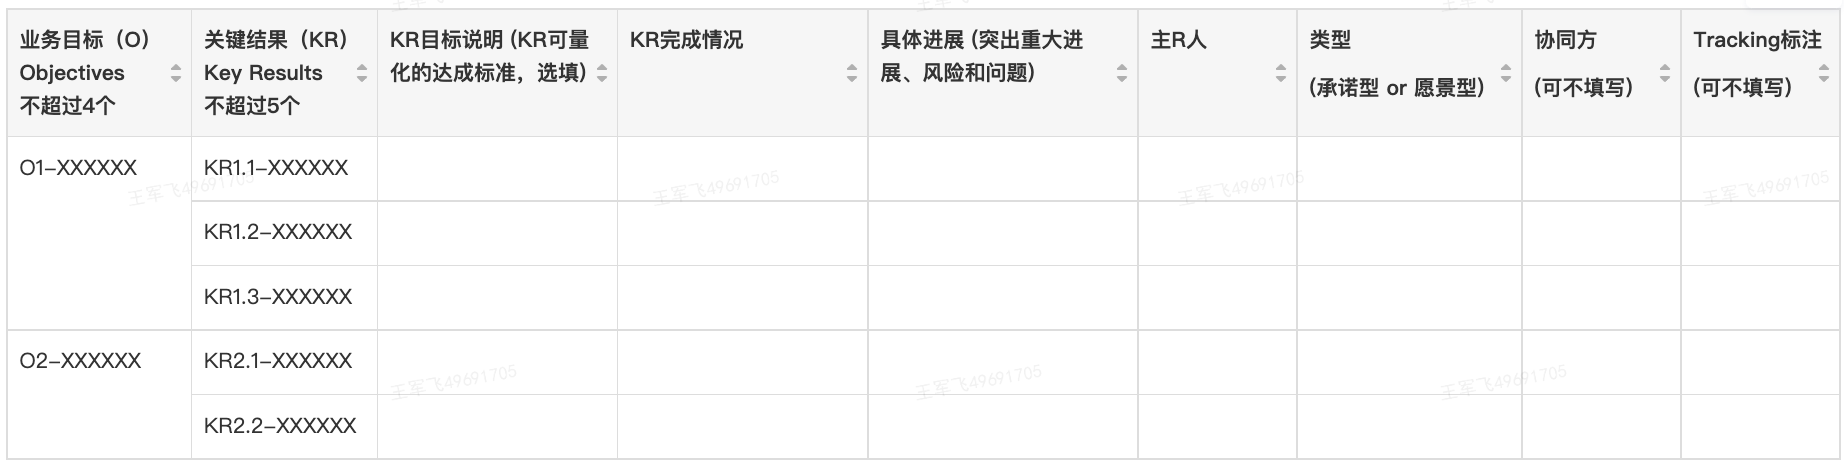 业务目标（O）
Objectives
不超过4个
关键结果（KR）
Key Results
不超过5个
KR目标说明 (KR可量
化的达成标准，选填)
KR完成情况
具体进展 (突出重大进
展、风险和问题)
主R人
类型
(承诺型 or 愿景型)
协同方
(可不填写)
Tracking标注
(可不填写)
O1-XXXXXX
KR1.1-XXXXXX
KR1.2-XXXXXX
KR1.3-XXXXXX
O2-XXXXXX
KR2.1-XXXXXX
KR2.2-XXXXXX
王军飞49691705
王军飞49691705
王军飞49691705
王军飞49691705
王军飞49691705
王军飞49691705
王军飞49691705